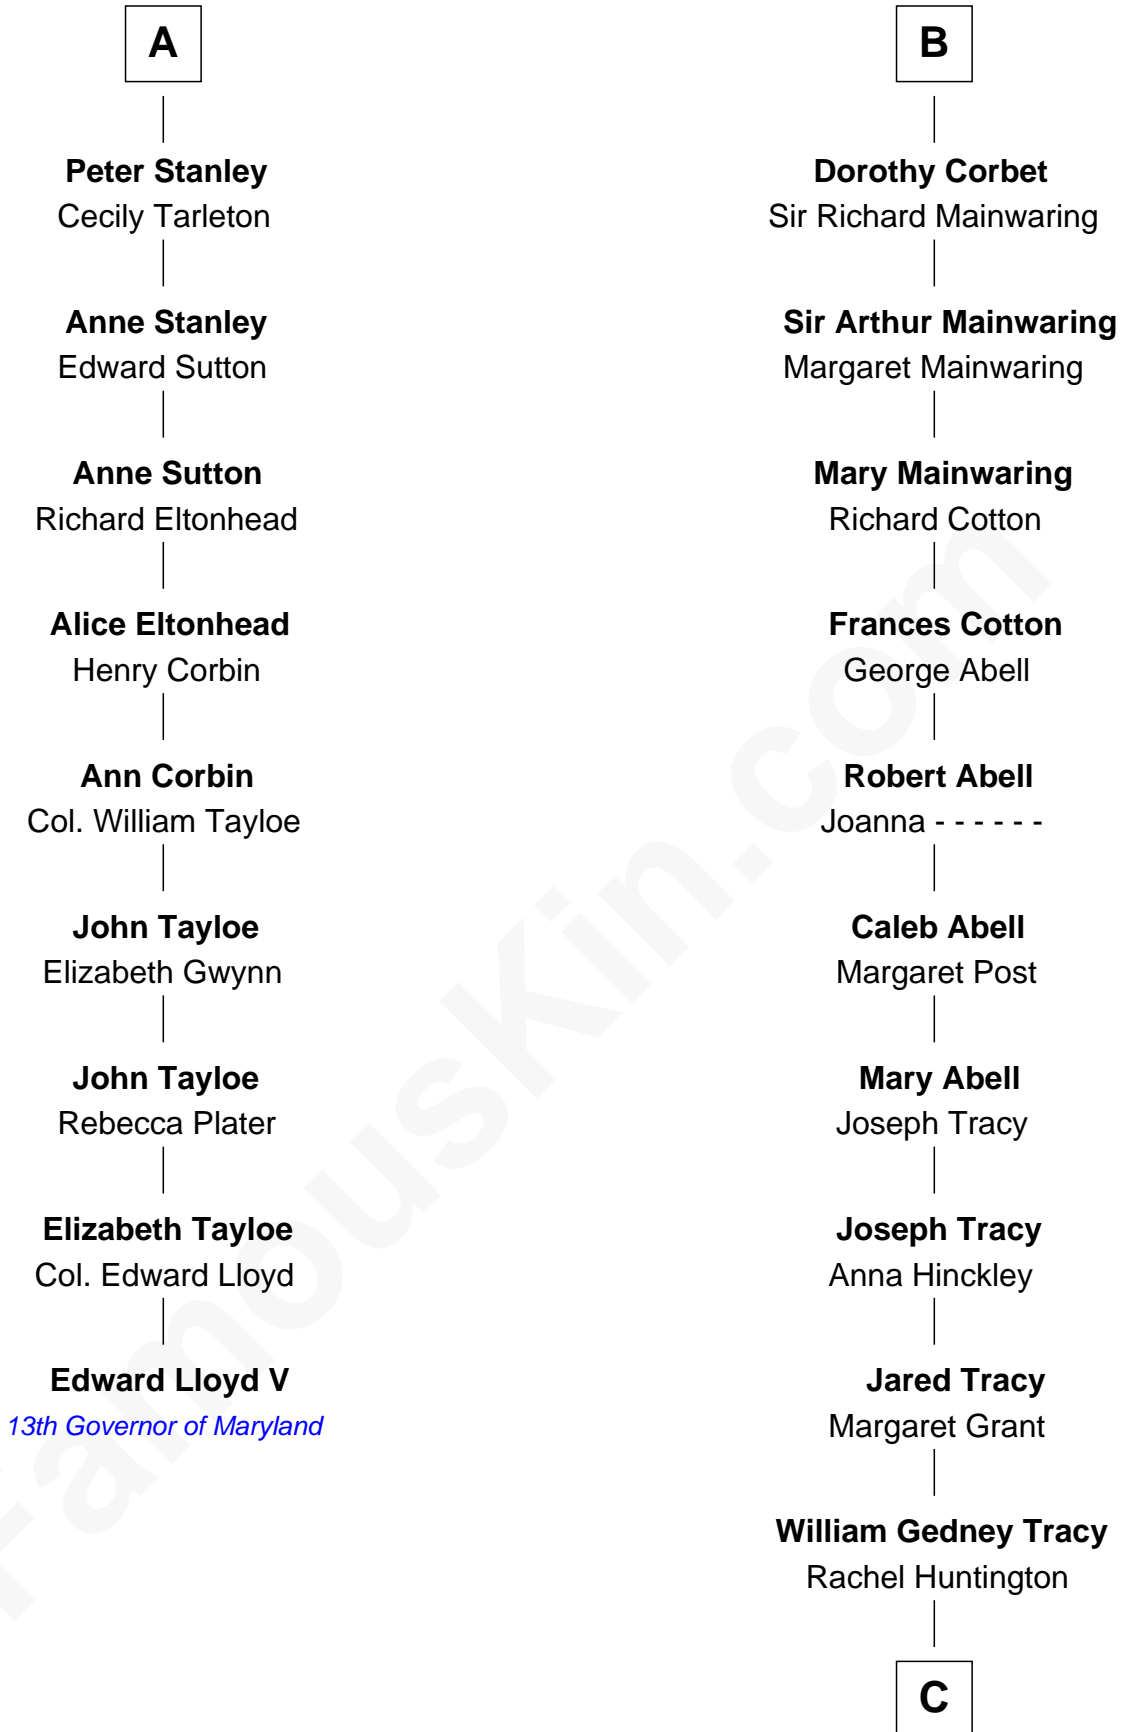 A
Peter Stanley
Cecily Tarleton
Anne Stanley
Edward Sutton
Anne Sutton
Richard Eltonhead
Alice Eltonhead
Henry Corbin
Ann Corbin
Col. William Tayloe
John Tayloe
Elizabeth Gwynn
John Tayloe
Rebecca Plater
Elizabeth Tayloe
Col. Edward Lloyd
Edward Lloyd V
13th Governor of Maryland
B
Dorothy Corbet
Sir Richard Mainwaring
Sir Arthur Mainwaring
Margaret Mainwaring
Mary Mainwaring
Richard Cotton
Frances Cotton
George Abell
Robert Abell
Joanna - - - - - -
Caleb Abell
Margaret Post
Mary Abell
Joseph Tracy
Joseph Tracy
Anna Hinckley
Jared Tracy
Margaret Grant
William Gedney Tracy
Rachel Huntington
C
FamousKin.com